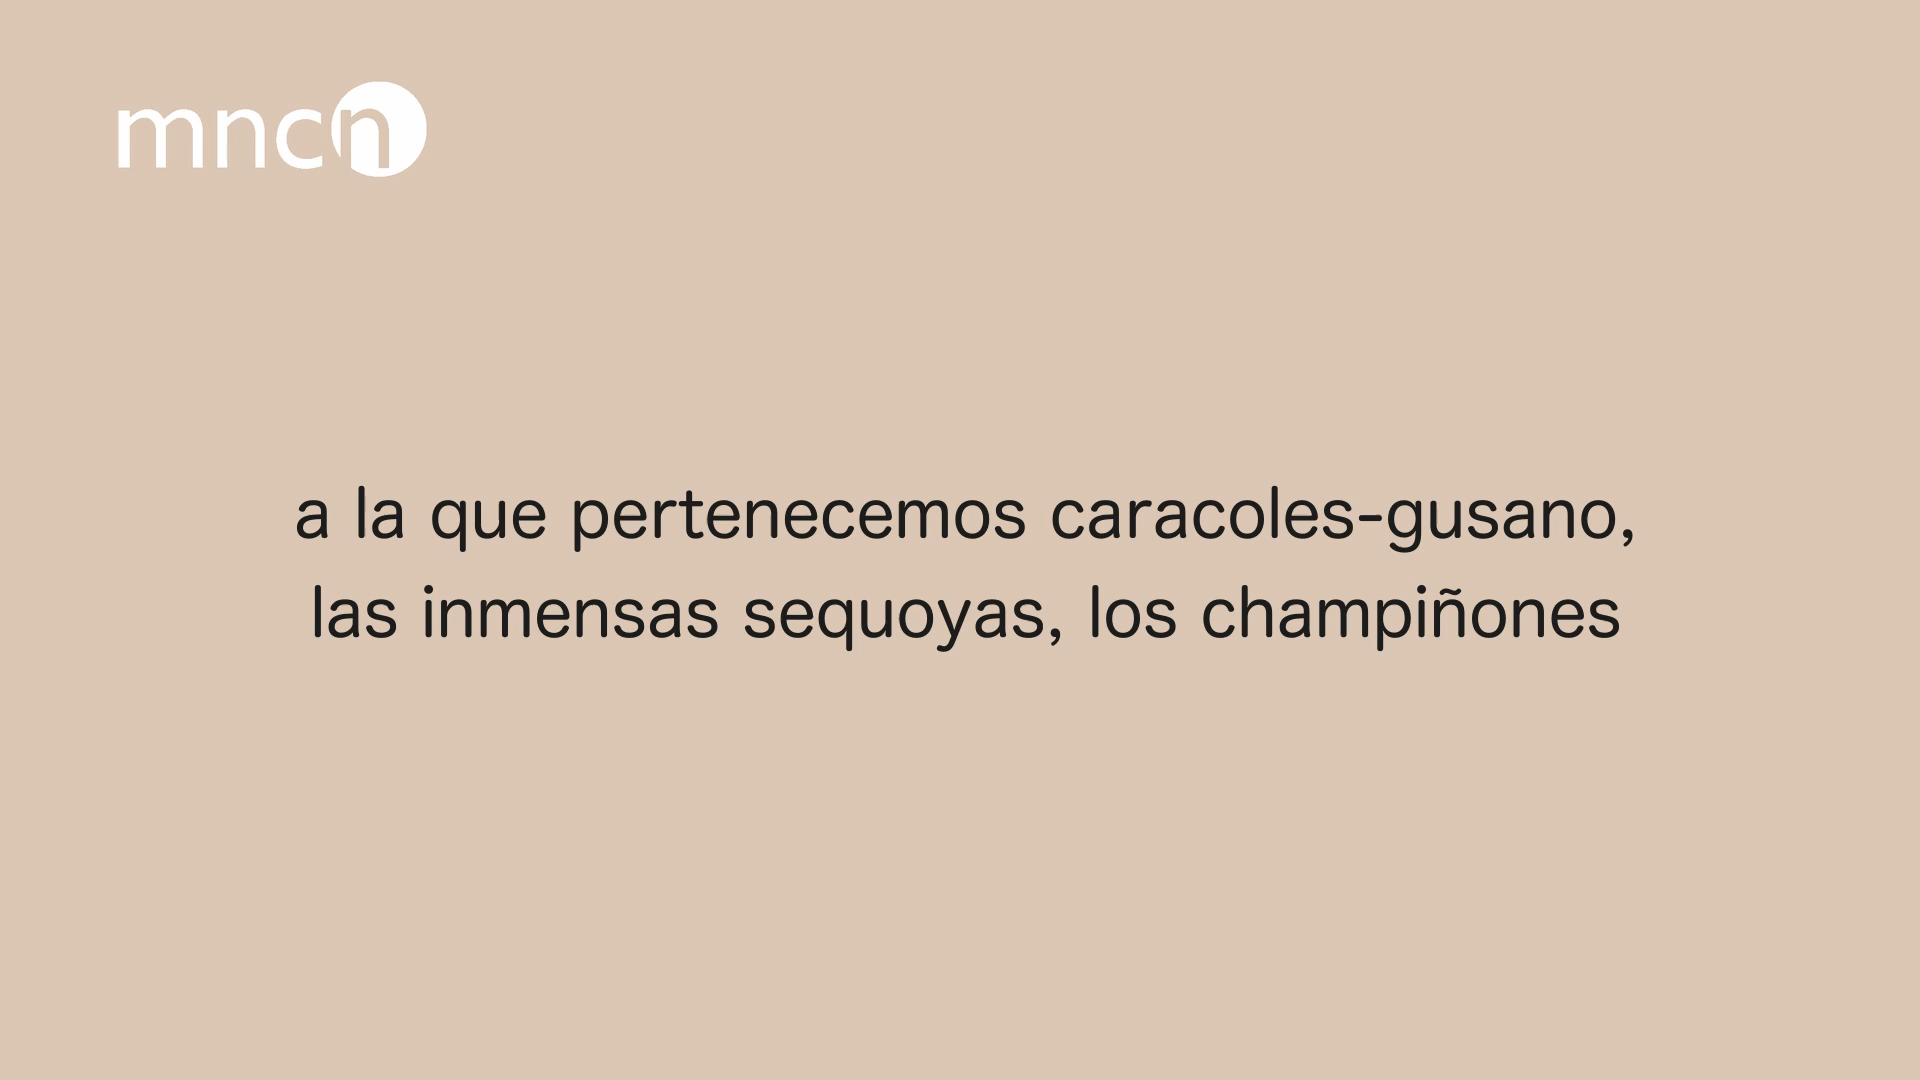 mncn
a la que pertenecemos caracoles-gusano,
las inmensas sequoyas, los champiñones